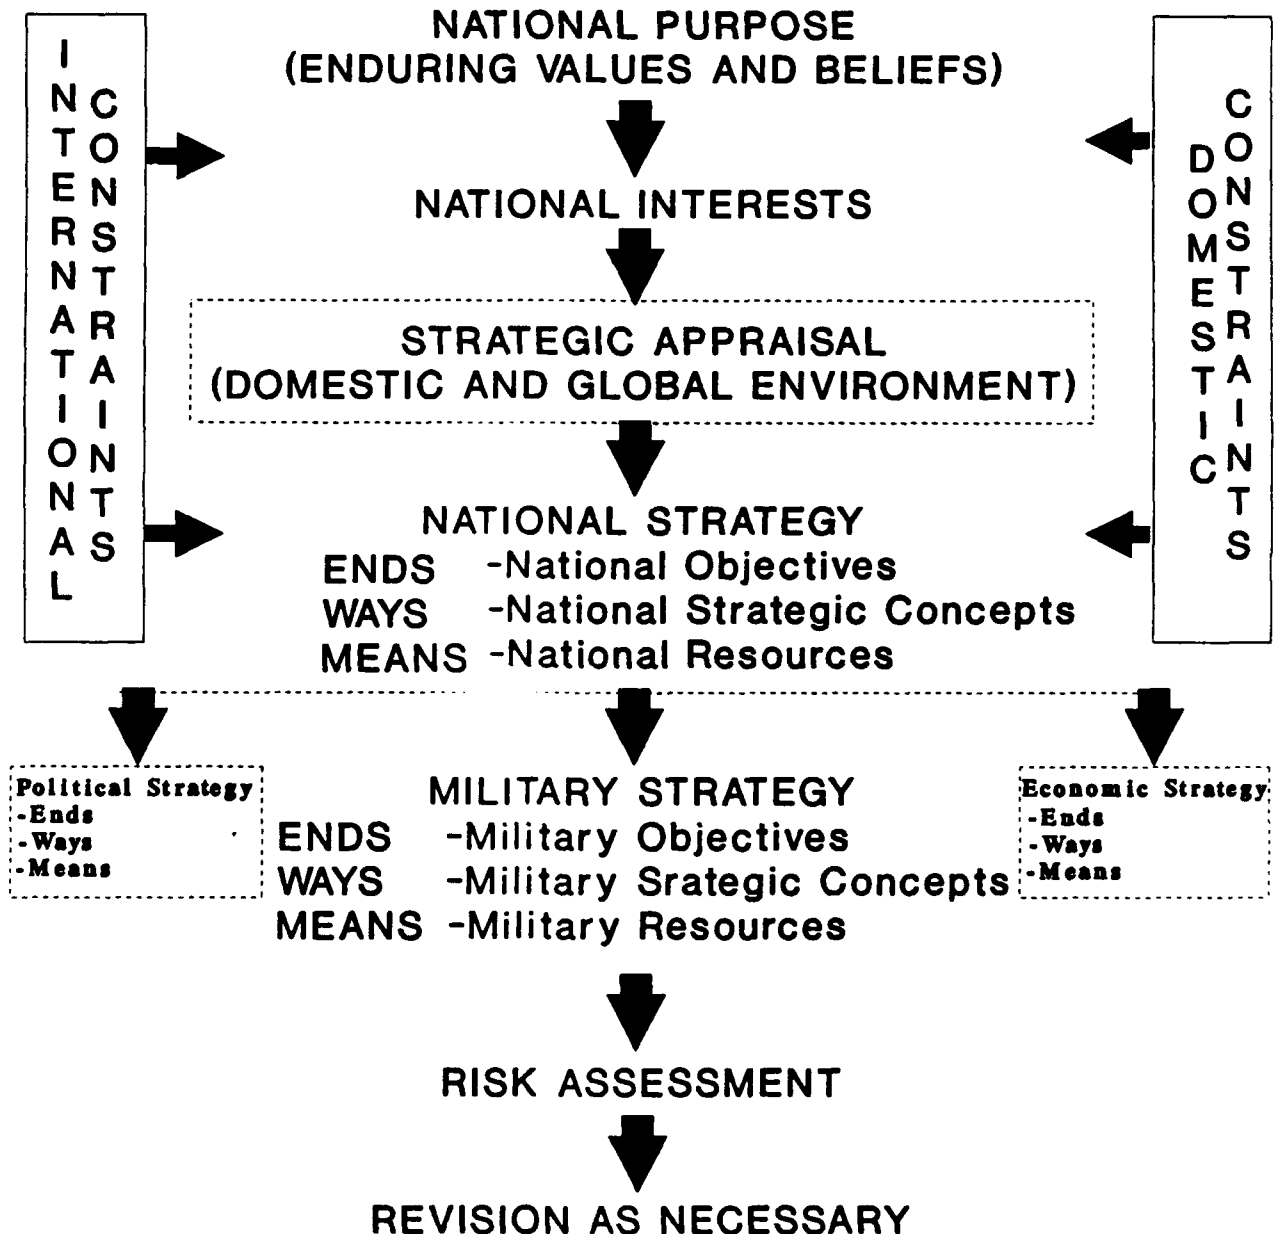 INTERNATIONAL
CONSTRAINTS
NATIONAL PURPOSE
(ENDURING VALUES AND BELIEFS)
DOMESTIC
CONSTRAINTS
NATIONAL INTERESTS
STRATEGIC APPRAISAL
(DOMESTIC AND GLOBAL ENVIRONMENT)
NATIONAL STRATEGY
ENDS -National Objectives
WAYS -National Strategic Concepts
MEANS -National Resources
Political Strategy
-Ends
-Ways
-Means
MILITARY STRATEGY
ENDS -Military Objectives
WAYS -Military Srategic Concepts
MEANS -Military Resources
Economic Strategy
-Ends
-Ways
-Means
RISK ASSESSMENT
REVISION AS NECESSARY